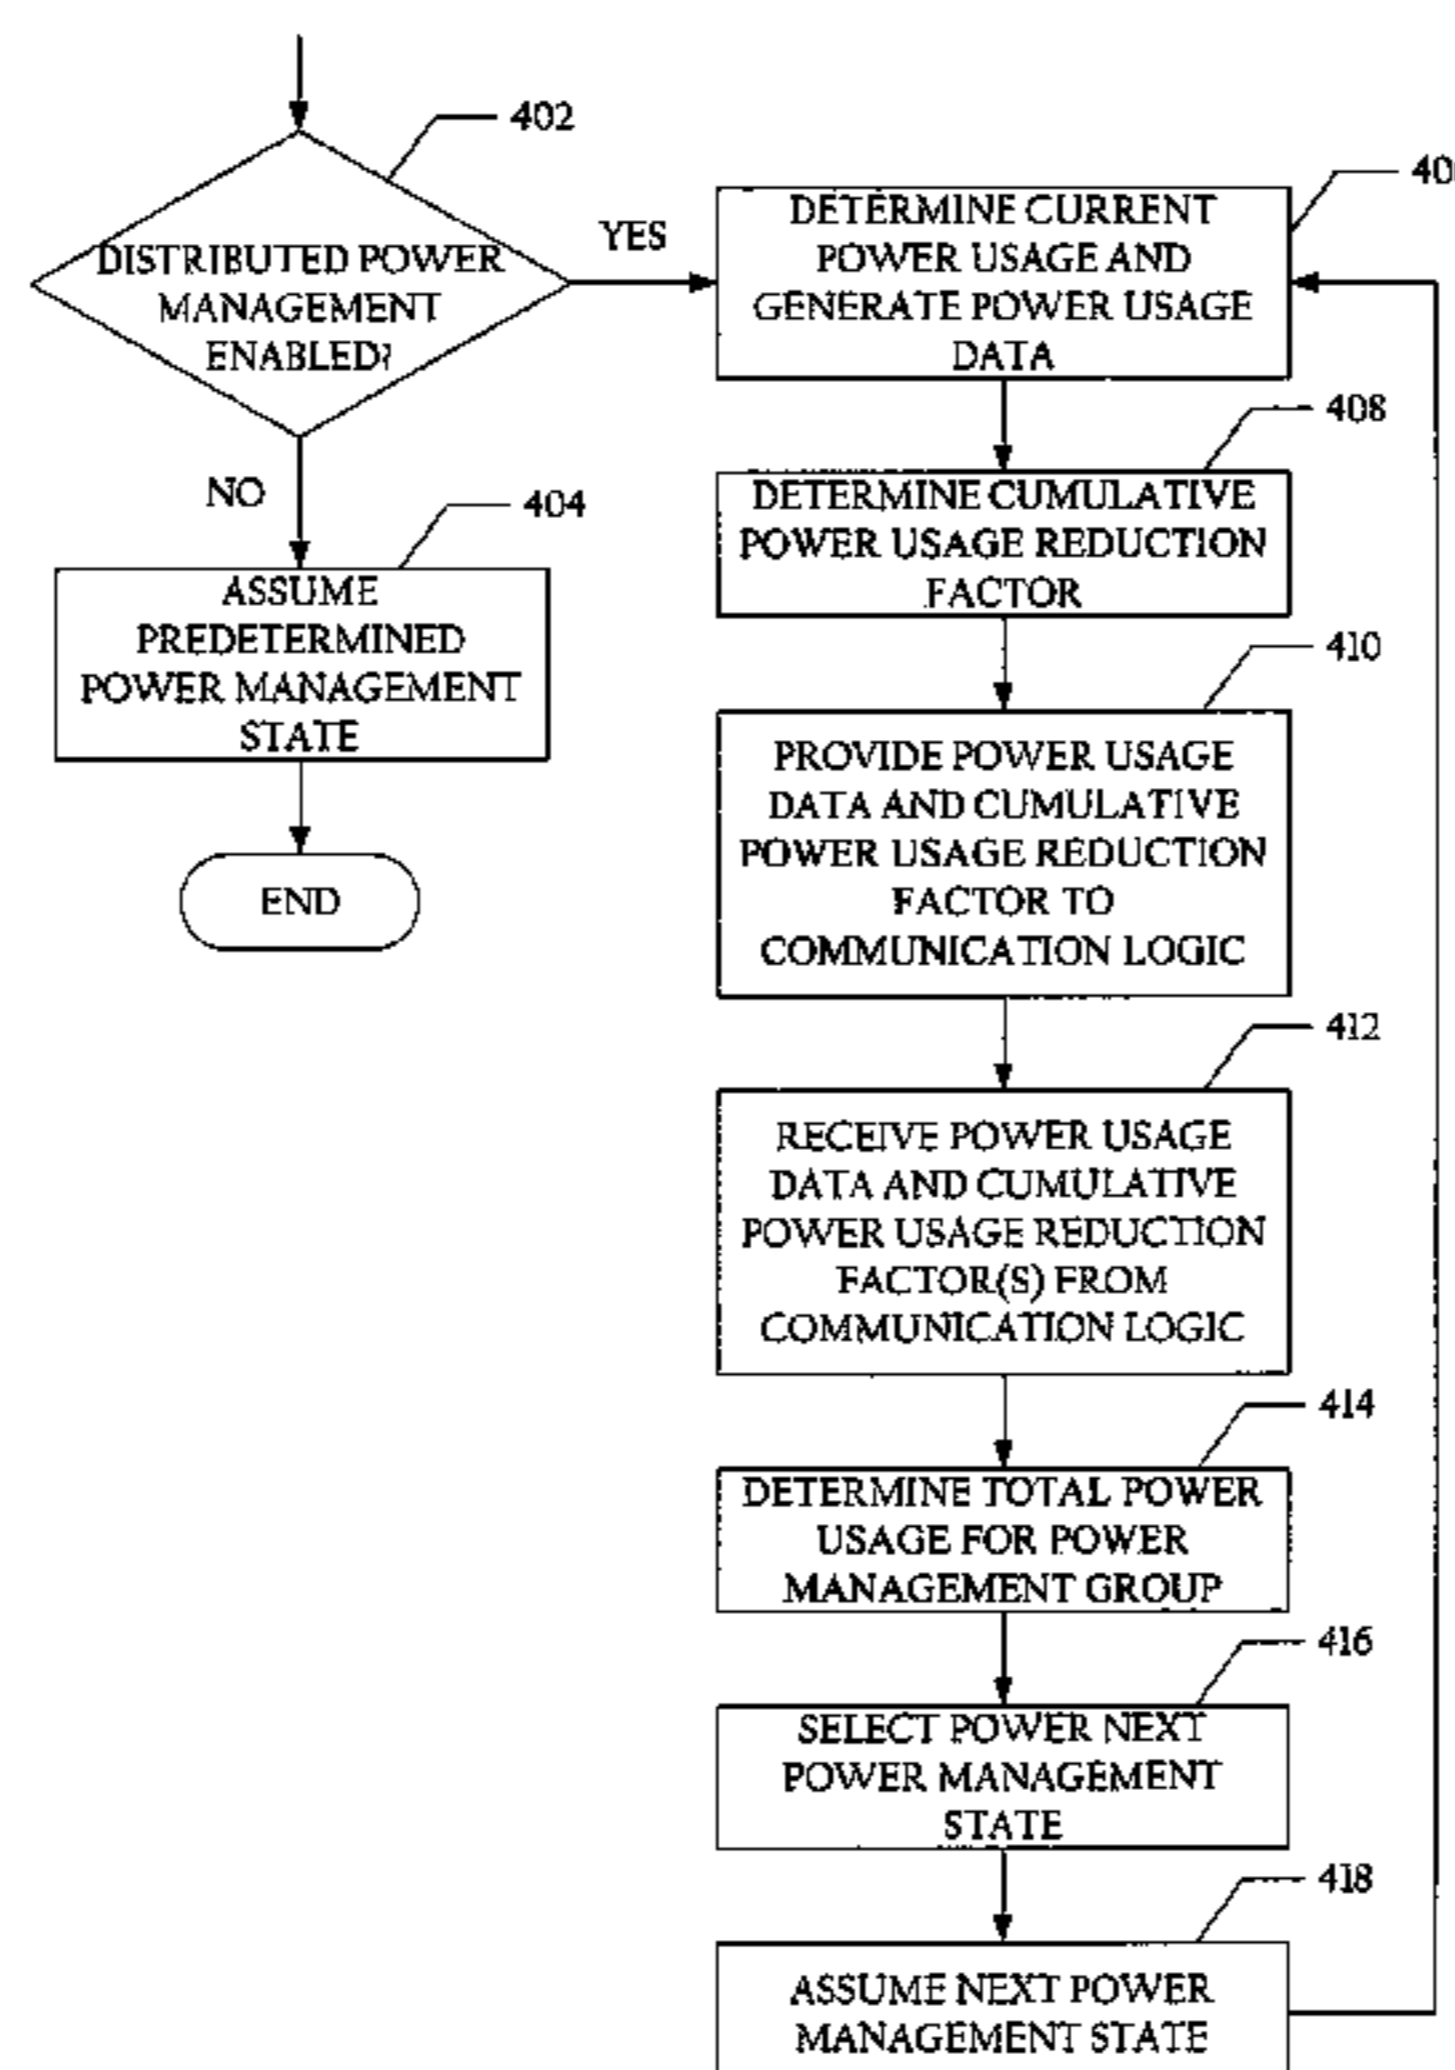 402
DISTRIBUTED POWER
MANAGEMENT
ENABLED?
YES
NO
404
ASSUME
PREDETERMINED
POWER MANAGEMENT
STATE
END
40
DETERMINE CURRENT
POWER USAGE AND
GENERATE POWER USAGE
DATA
408
DETERMINE CUMULATIVE
POWER USAGE REDUCTION
FACTOR
410
PROVIDE POWER USAGE
DATA AND CUMULATIVE
POWER USAGE REDUCTION
FACTOR TO
COMMUNICATION LOGIC
412
RECEIVE POWER USAGE
DATA AND CUMULATIVE
POWER USAGE REDUCTION
FACTOR(S) FROM
COMMUNICATION LOGIC
414
DETERMINE TOTAL POWER
USAGE FOR POWER
MANAGEMENT GROUP
416
SELECT POWER NEXT
POWER MANAGEMENT
STATE
418
ASSUME NEXT POWER
MANAGEMENT STATE